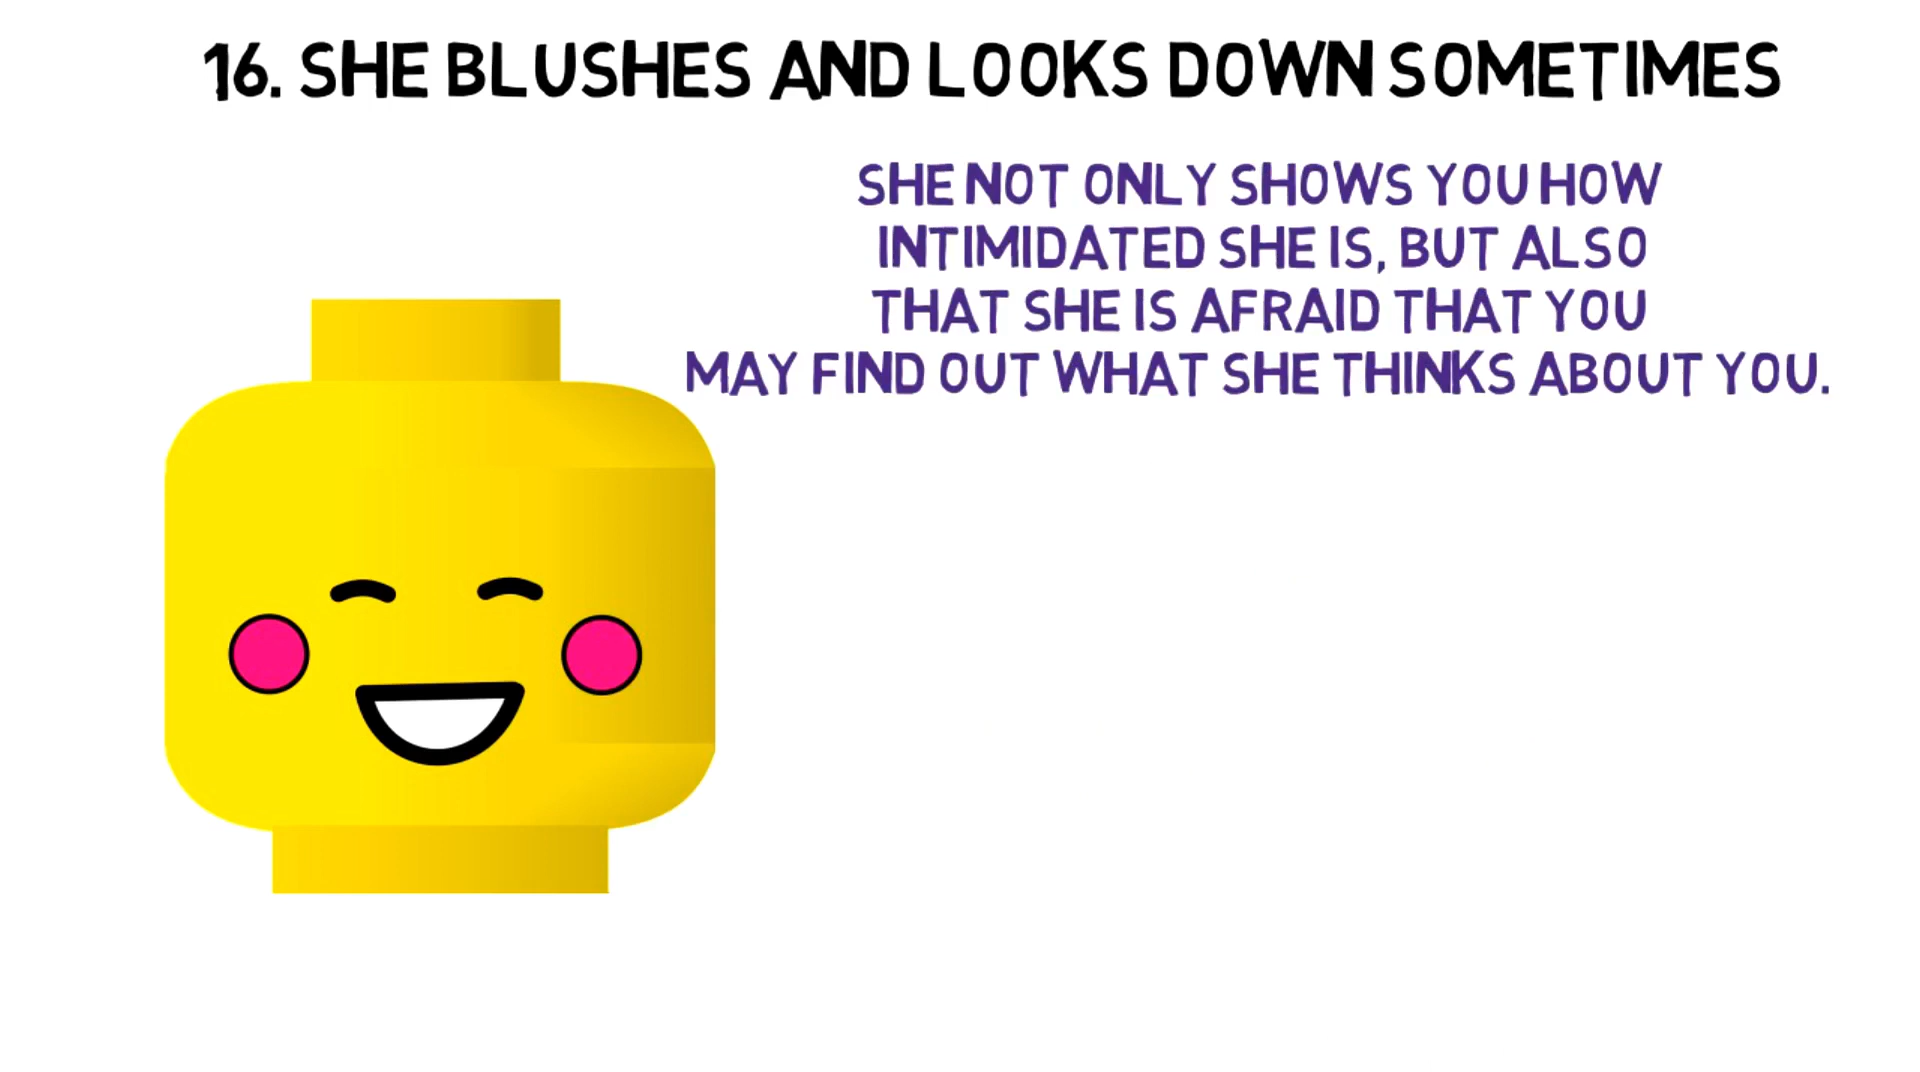 16. SHE BLUSHES AND LOOKS DOWN SOMETIMES
SHE NOT ONLY SHOWS YOU HOW
INTIMIDATED SHE IS, BUT ALSO
THAT SHE IS AFRAID THAT YOU
MAY FIND OUT WHAT SHE THINKS ABOUT YOU.